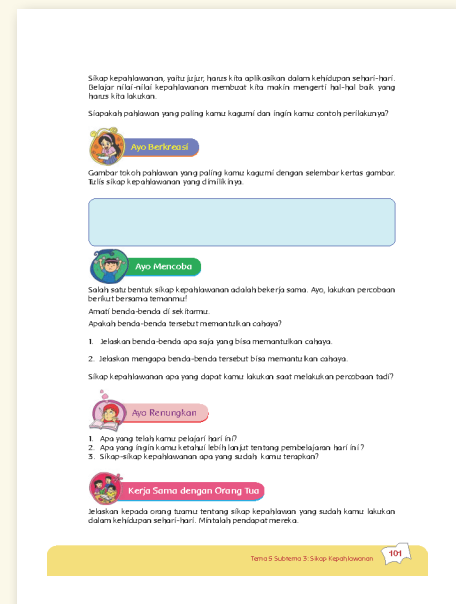 Sikap kepahlawanan, yaitu jujur, harus kita aplikasikan dalam kehidupan sehari-hari.
Belajar nilai-nilai kepahlawanan membuat kita makin mengerti hal-hal baik yang
harus kita lakukan.
Siapakah pahlawan yang paling kamu kagumi dan ingin kamu contoh perilakunya?
Ayo Berkreasi
Gambar tokoh pahlawan yang paling kamu kagumi dengan selembar kertas gambar.
Tulis sikap kepahlawanan yang dimilikinya.
Ayo Mencoba
Salah satu bentuk sikap kepahlawanan adalah bekerja sama. Ayo, lakukan percobaan
berikut bersama temanmu!
Amati benda-benda di sekitarmu.
Apakah benda-benda tersebut memantulkan cahaya?
1. Jelaskan benda-benda apa saja yang bisa memantulkan cahaya.
2. Jelaskan mengapa benda-benda tersebut bisa memantulkan cahaya.
Sikap kepahlawanan apa yang dapat kamu lakukan saat melakukan percobaan tadi?
Ayo Renungkan
1. Apa yang telah kamu pelajari hari ini?
2. Apa yang ingin kamu ketahui lebih lanjut tentang pembelajaran hari ini?
3. Sikap-sikap kepahlawanan apa yang sudah kamu terapkan?
Kerja Sama dengan Orang Tua
Jelaskan kepada orang tuamu tentang sikap kepahlawan yang sudah kamu lakukan
dalam kehidupan sehari-hari. Mintalah pendapat mereka.
Tema 5 Subtema 3: Sikap Kepahlawanan
101